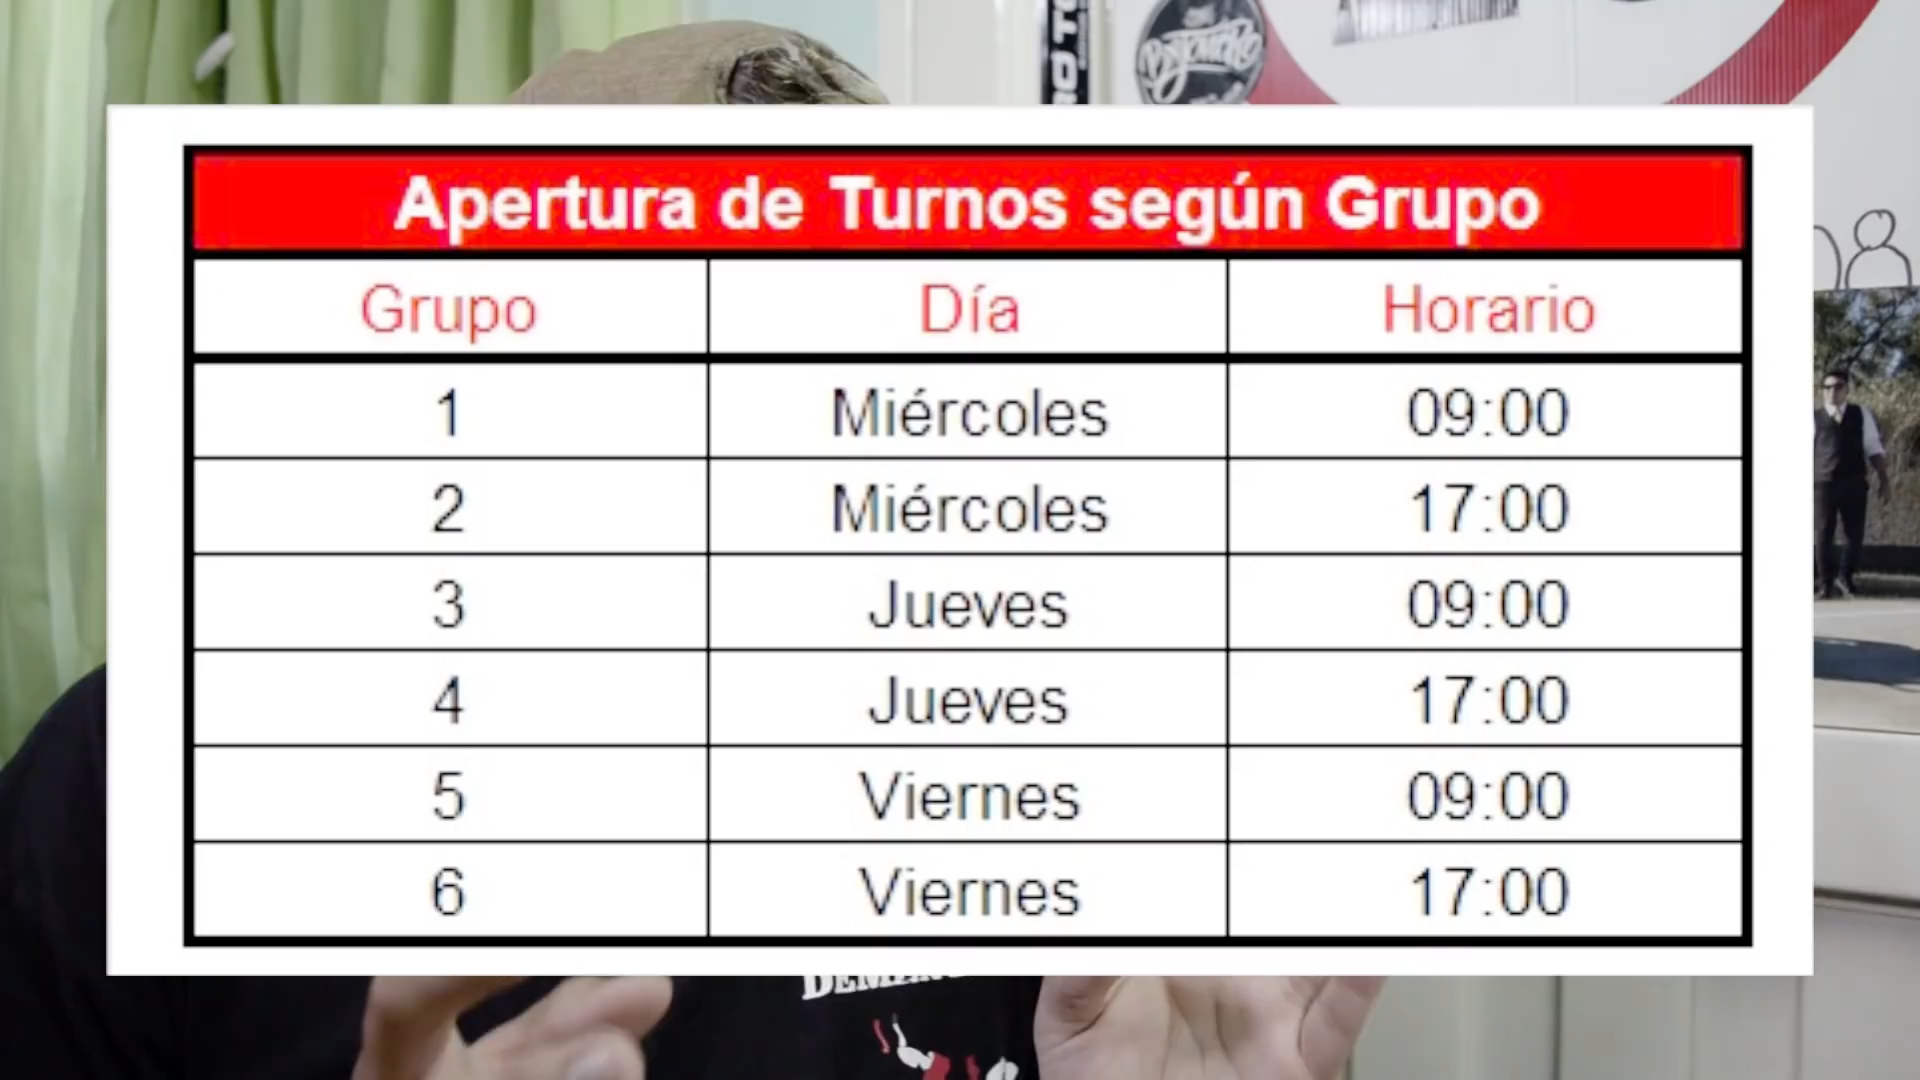 Apertura de Turnos según Grupo
Grupo Día Horario
1 Miércoles 09:00
2 Miércoles 17:00
3 Jueves 09:00
4 Jueves 17:00
5 Viernes 09:00
6 Viernes 17:00